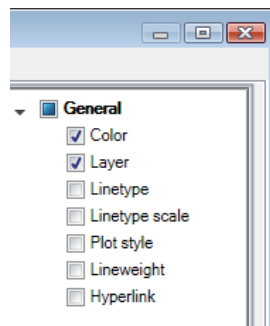 General
Color
Layer
Linetype
Linetype scale
Plot style
Lineweight
Hyperlink